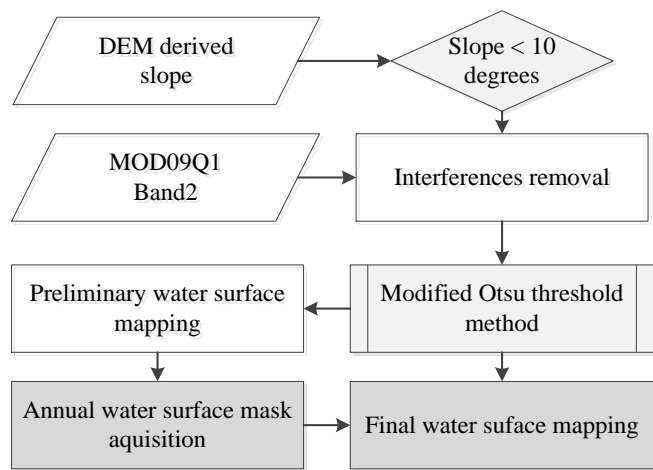 DEM derived
slope
Slope < 10
degrees
MOD09Q1
Band2
Interferences removal
Preliminary water surface
mapping
Modified Otsu threshold
method
Annual water surface mask
aquisition
Final water suface mapping